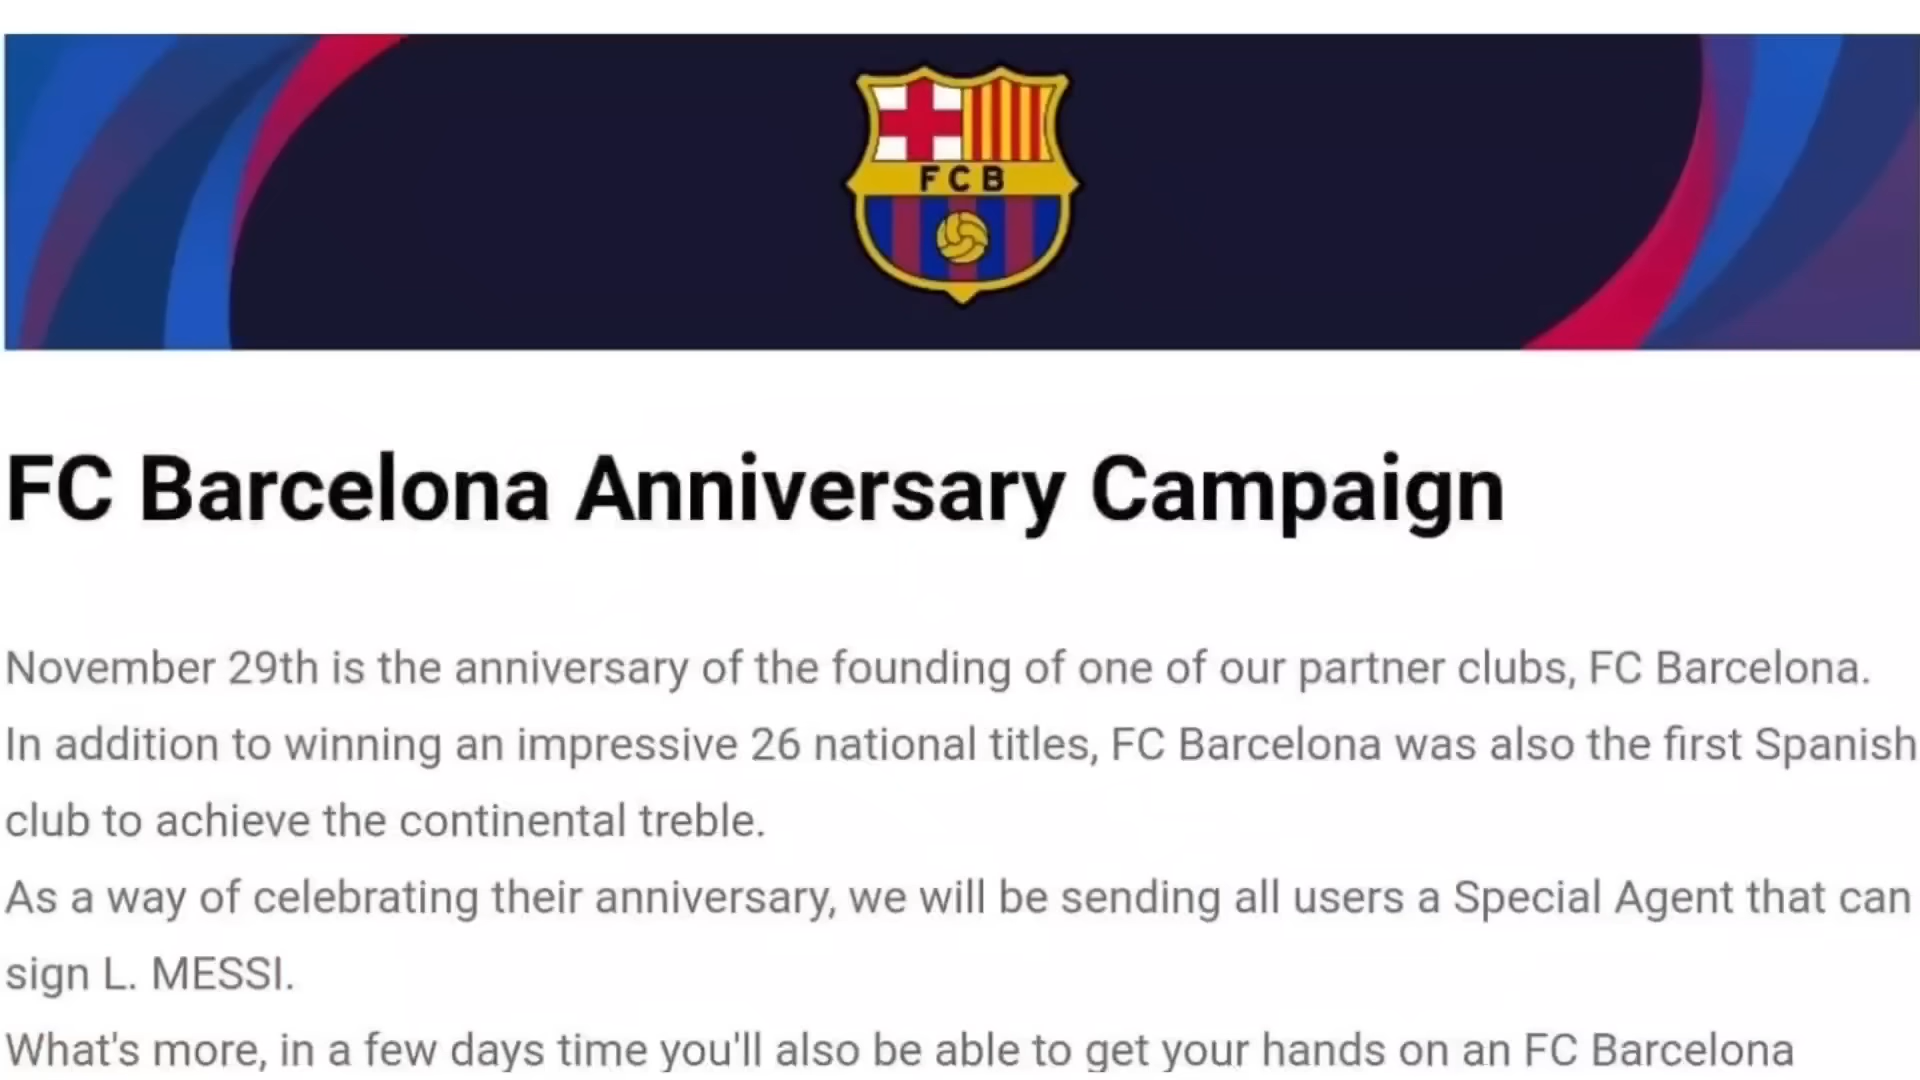 FCB
FC Barcelona Anniversary Campaign
November 29th is the anniversary of the founding of one of our partner clubs, FC Barcelona.
In addition to winning an impressive 26 national titles, FC Barcelona was also the first Spanish
club to achieve the continental treble.
As a way of celebrating their anniversary, we will be sending all users a Special Agent that can
sign L. MESSI.
What's more, in a few days time you'll also be able to get your hands on an FC Barcelona